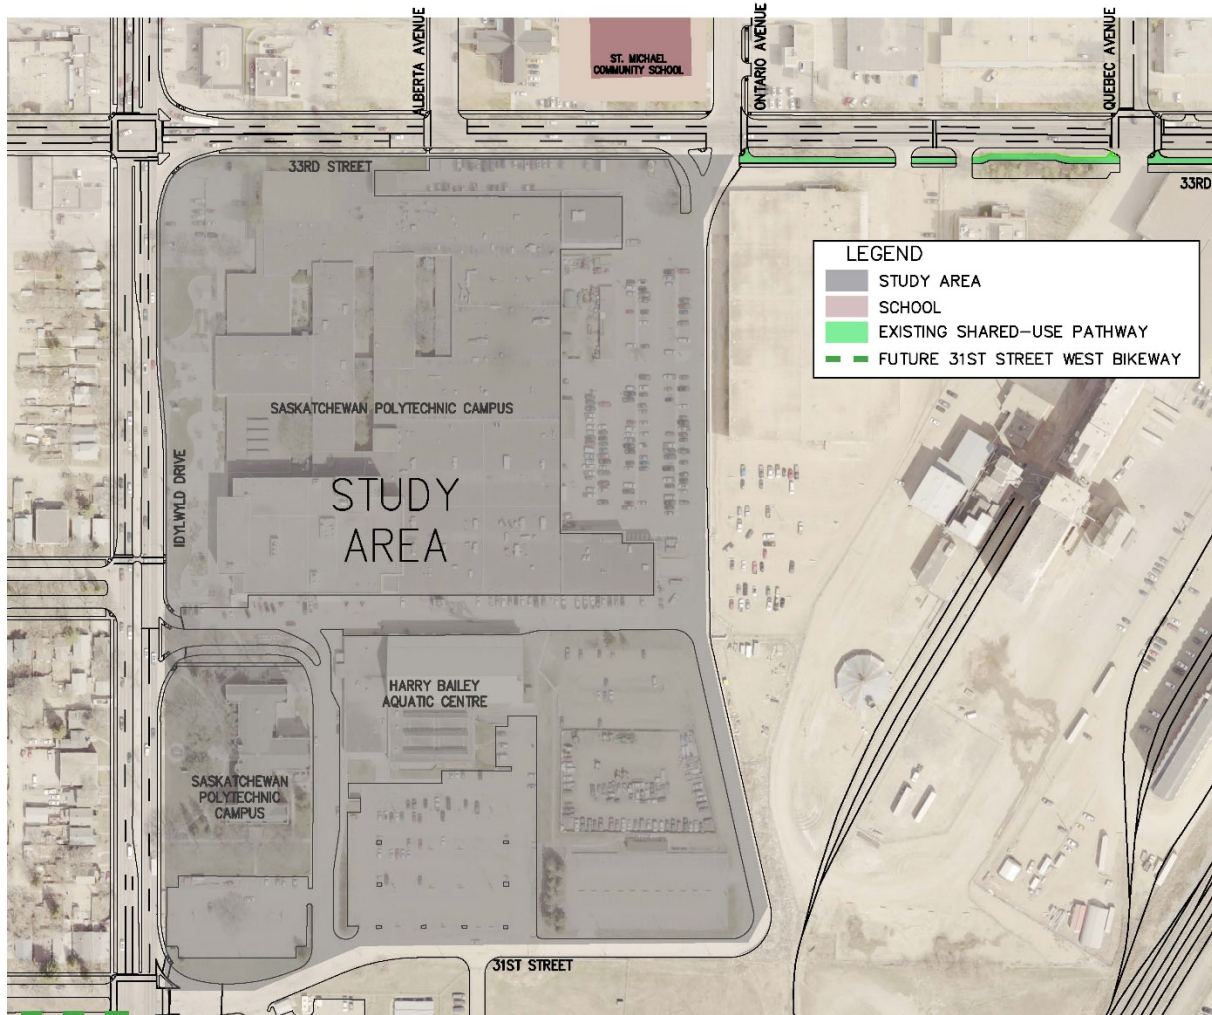 ALBERTA AVENUE
ONTARIO AVENUE
QUEBEC AVENUE
ST. MICHAEL
COMMUNITY SCHOOL
33RD STREET
33RD
LEGEND
STUDY AREA
SCHOOL
EXISTING SHARED-USE PATHWAY
FUTURE 31ST STREET WEST BIKEWAY
SASKATCHEWAN POLYTECHNIC CAMPUS
IDYLWYLD DRIVE
STUDY
AREA
HARRY BAILEY
AQUATIC CENTRE
SASKATCHEWAN
POLYTECHNIC
CAMPUS
31ST STREET